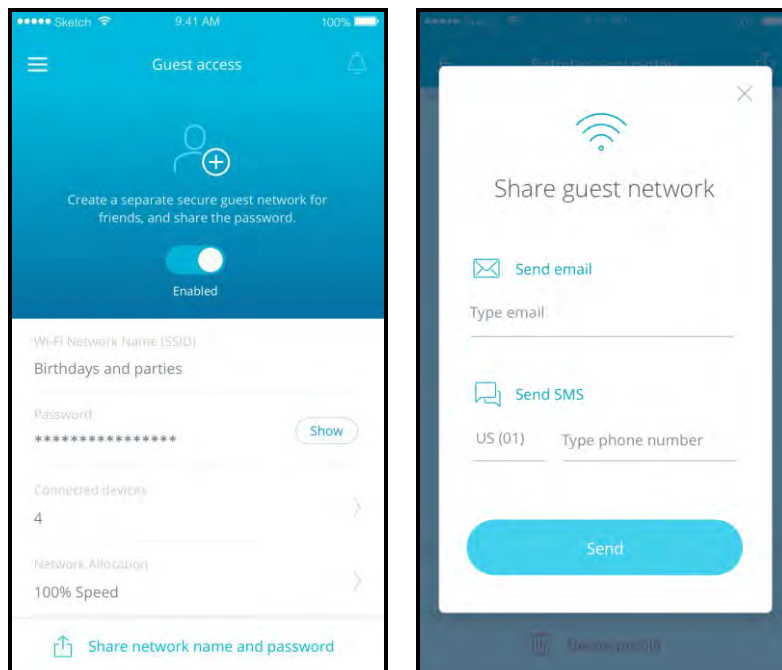 Sketch 9:41 AM 100%
Guest access
Create a separate secure guest network for
friends, and share the password.
Enabled
Wi-Fi Network Name (SSID)
Birthdays and parties
Password
****************
Show
Connected devices
4
Network Allocation
100% Speed
Share network name and password
Share guest network
Send email
Type email
Send SMS
US (01) Type phone number
Send